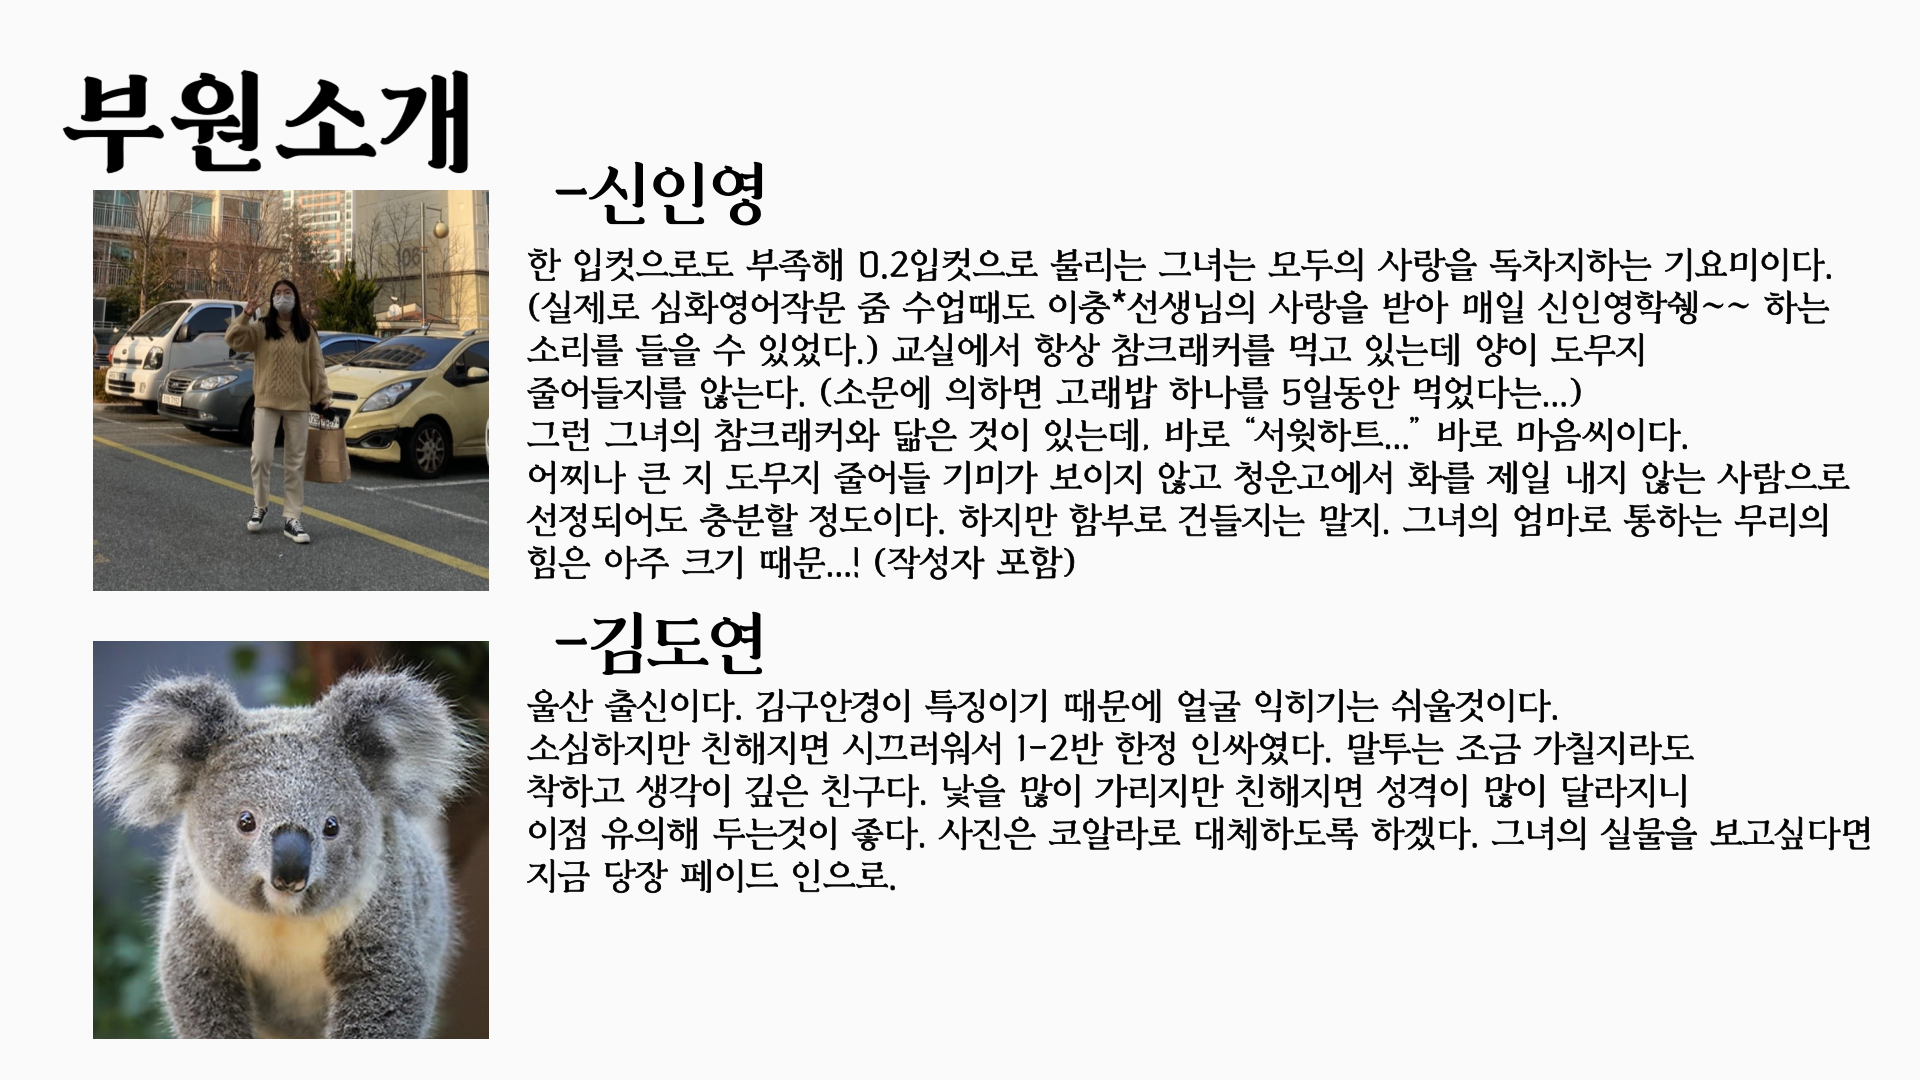 부원소개
-신인영
한 입컷으로도 부족해 0.2입컷으로 불리는 그녀는 모두의 사랑을 독차지하는 기요미이다.
(실제로 심화영어작문 줌 수업때도 이충*선생님의 사랑을 받아 매일 신인영학쉥~~ 하는
소리를 들을 수 있었다.) 교실에서 항상 참크래커를 먹고 있는데 양이 도무지
줄어들지를 않는다. (소문에 의하면 고래밥 하나를 5일동안 먹었다는...)
그런 그녀의 참크래커와 닮은 것이 있는데, 바로 “서윗하트...” 바로 마음씨이다.
어찌나 큰 지 도무지 줄어들 기미가 보이지 않고 청운고에서 화를 제일 내지 않는 사람으로
선정되어도 충분할 정도이다. 하지만 함부로 건들지는 말지. 그녀의 엄마로 통하는 무리의
힘은 아주 크기 때문...! (작성자 포함)
-김도연
울산 출신이다. 김구안경이 특징이기 때문에 얼굴 익히기는 쉬울것이다.
소심하지만 친해지면 시끄러워서 1-2반 한정 인싸였다. 말투는 조금 가칠지라도
착하고 생각이 깊은 친구다. 낯을 많이 가리지만 친해지면 성격이 많이 달라지니
이점 유의해 두는것이 좋다. 사진은 코알라로 대체하도록 하겠다. 그녀의 실물을 보고싶다면
지금 당장 페이드 인으로.